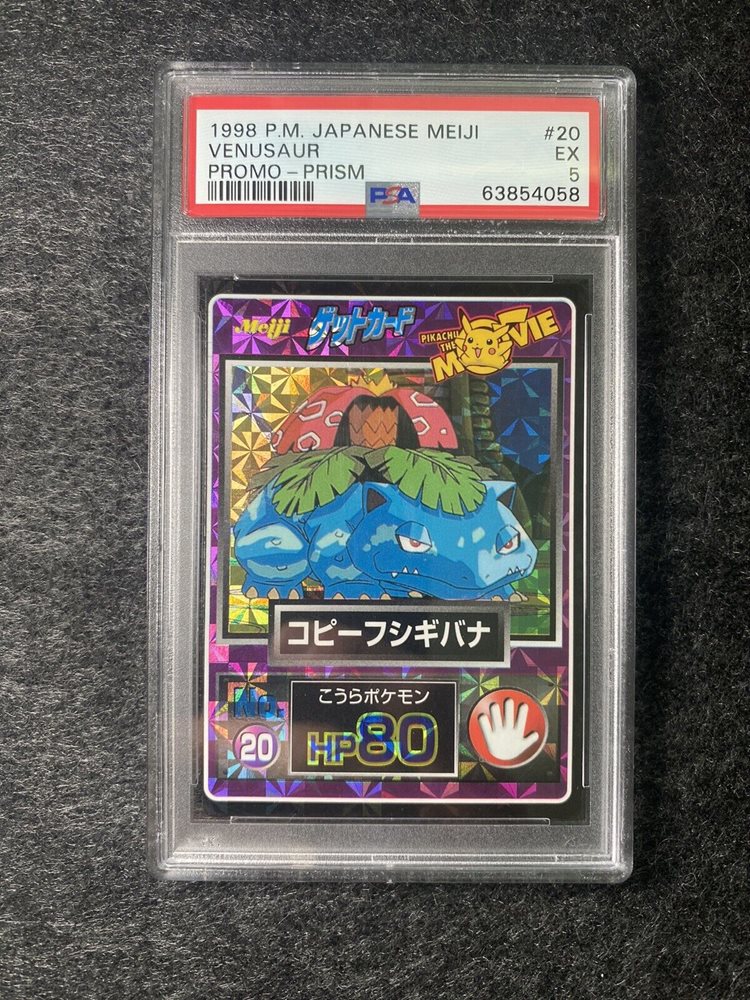 1998 P.M. JAPANESE MEIJI #20
VENUSAUR EX
PROMO – PRISM 5
PSA 63854058
Meiji ゲットカード PIKACHU THE MOVIE
コピーフシギバナ
No. こうらポケモン
20 HP80